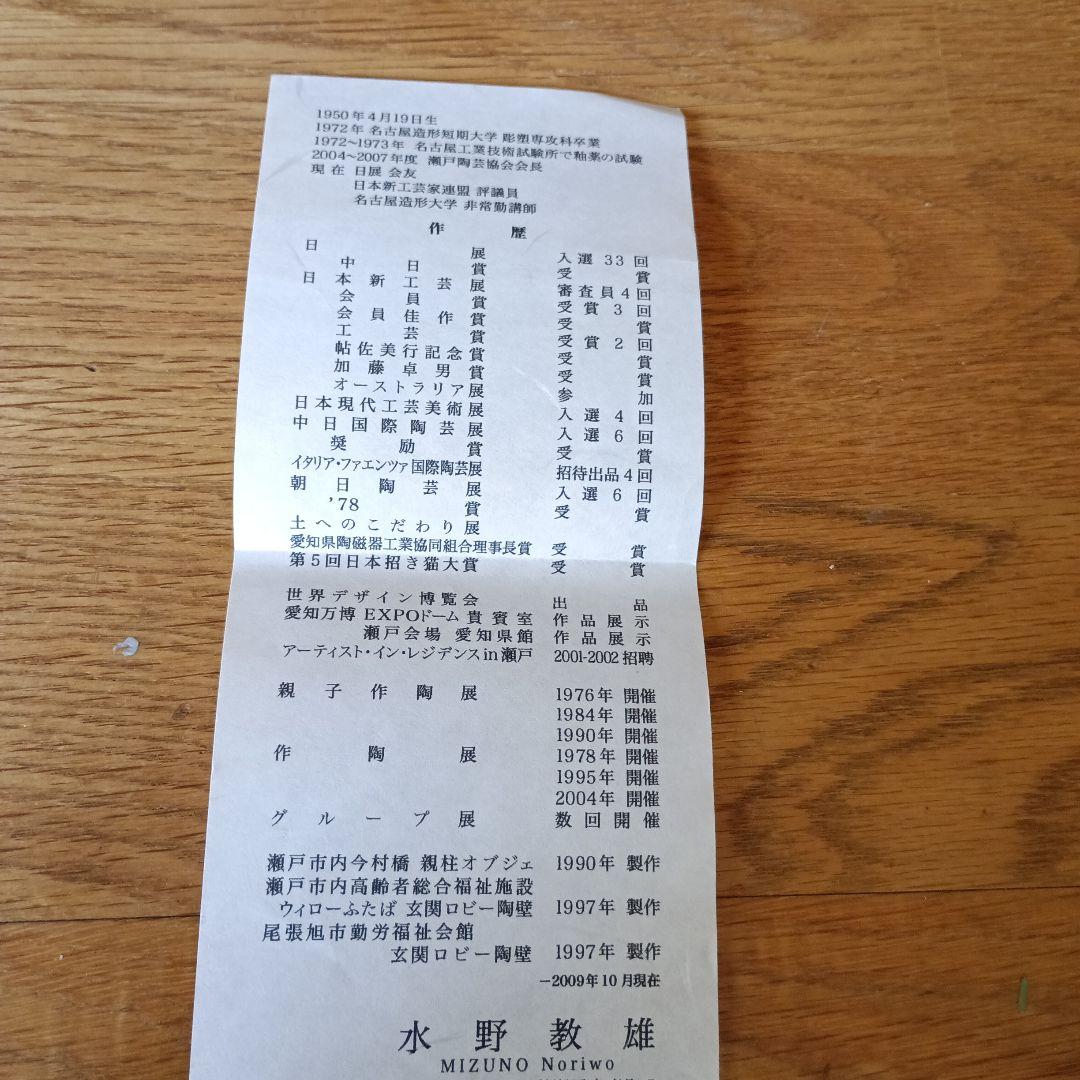 1950年4月19日生
1972年 名古屋造形短期大学 彫塑専攻科卒業
1972~1973年 名古屋工業技術試験所で釉薬の試験
2004~2007年度 瀬戸陶芸協会会長
現在 日展 会友
日本新工芸家連盟 評議員
名古屋造形大学 非常勤講師
作歴
日展 入選33回
中日賞 受賞
日本新工芸展 審査員4回
会員賞 受賞3回
会員佳作賞 受賞
工芸賞 受賞2回
帖佐美行記念賞 受賞
加藤卓男賞 受賞
オーストラリア展 参加
日本現代工芸美術展 入選4回
中日国際陶芸展 入選6回
奨励賞 受賞
イタリア・ファエンツァ国際陶芸展 招待出品4回
朝日陶芸展 入選6回
'78賞 受賞
土へのこだわり展
愛知県陶磁器工業協同組合理事長賞 受賞
第5回日本招き猫大賞 受賞
世界デザイン博覧会 出品
愛知万博 EXPOドーム 貴賓室 作品展示
瀬戸会場 愛知県館 作品展示
アーティスト・イン・レジデンスin瀬戸 2001-2002招聘
親子作陶展 1976年 開催
1984年 開催
1990年 開催
作陶展 1978年 開催
1995年 開催
2004年 開催
グループ展 数回開催
瀬戸市内今村橋 親柱オブジェ 1990年 製作
瀬戸市内高齢者総合福祉施設
ウィローふたば 玄関ロビー陶壁 1997年 製作
尾張旭市勤労福祉会館
玄関ロビー陶壁 1997年 製作
−2009年10月現在
水野教雄
MIZUNO Noriwo